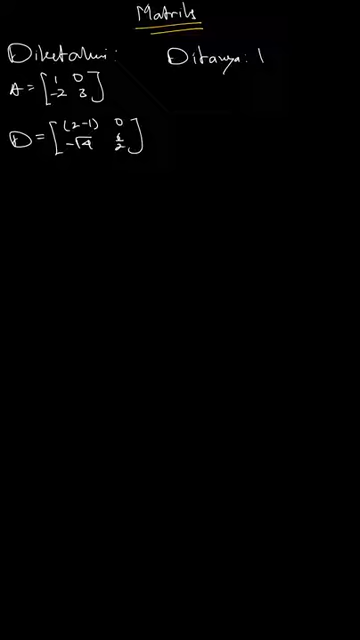 Matriks
Diketahui: Ditanya: 1
A = [1 0
-2 3]
D = [(2-1) 0
-√4 ½]